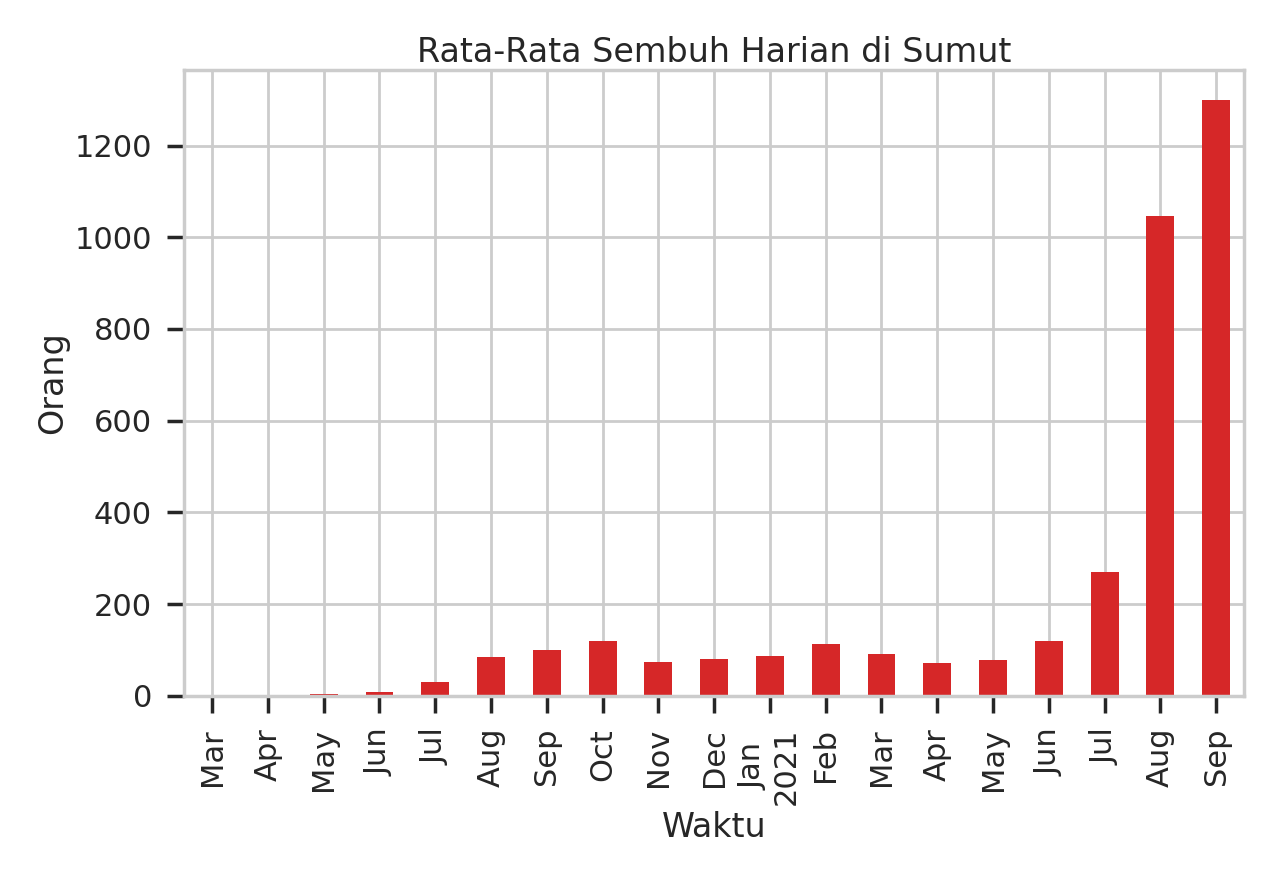 Rata-Rata Sembuh Harian di Sumut
1200
1000
800
600
400
200
0
Orang
Mar
Apr
May
Jun
Jul
Aug
Sep
Oct
Nov
Dec
Jan
2021
Feb
Mar
Apr
May
Jun
Jul
Aug
Sep
Waktu